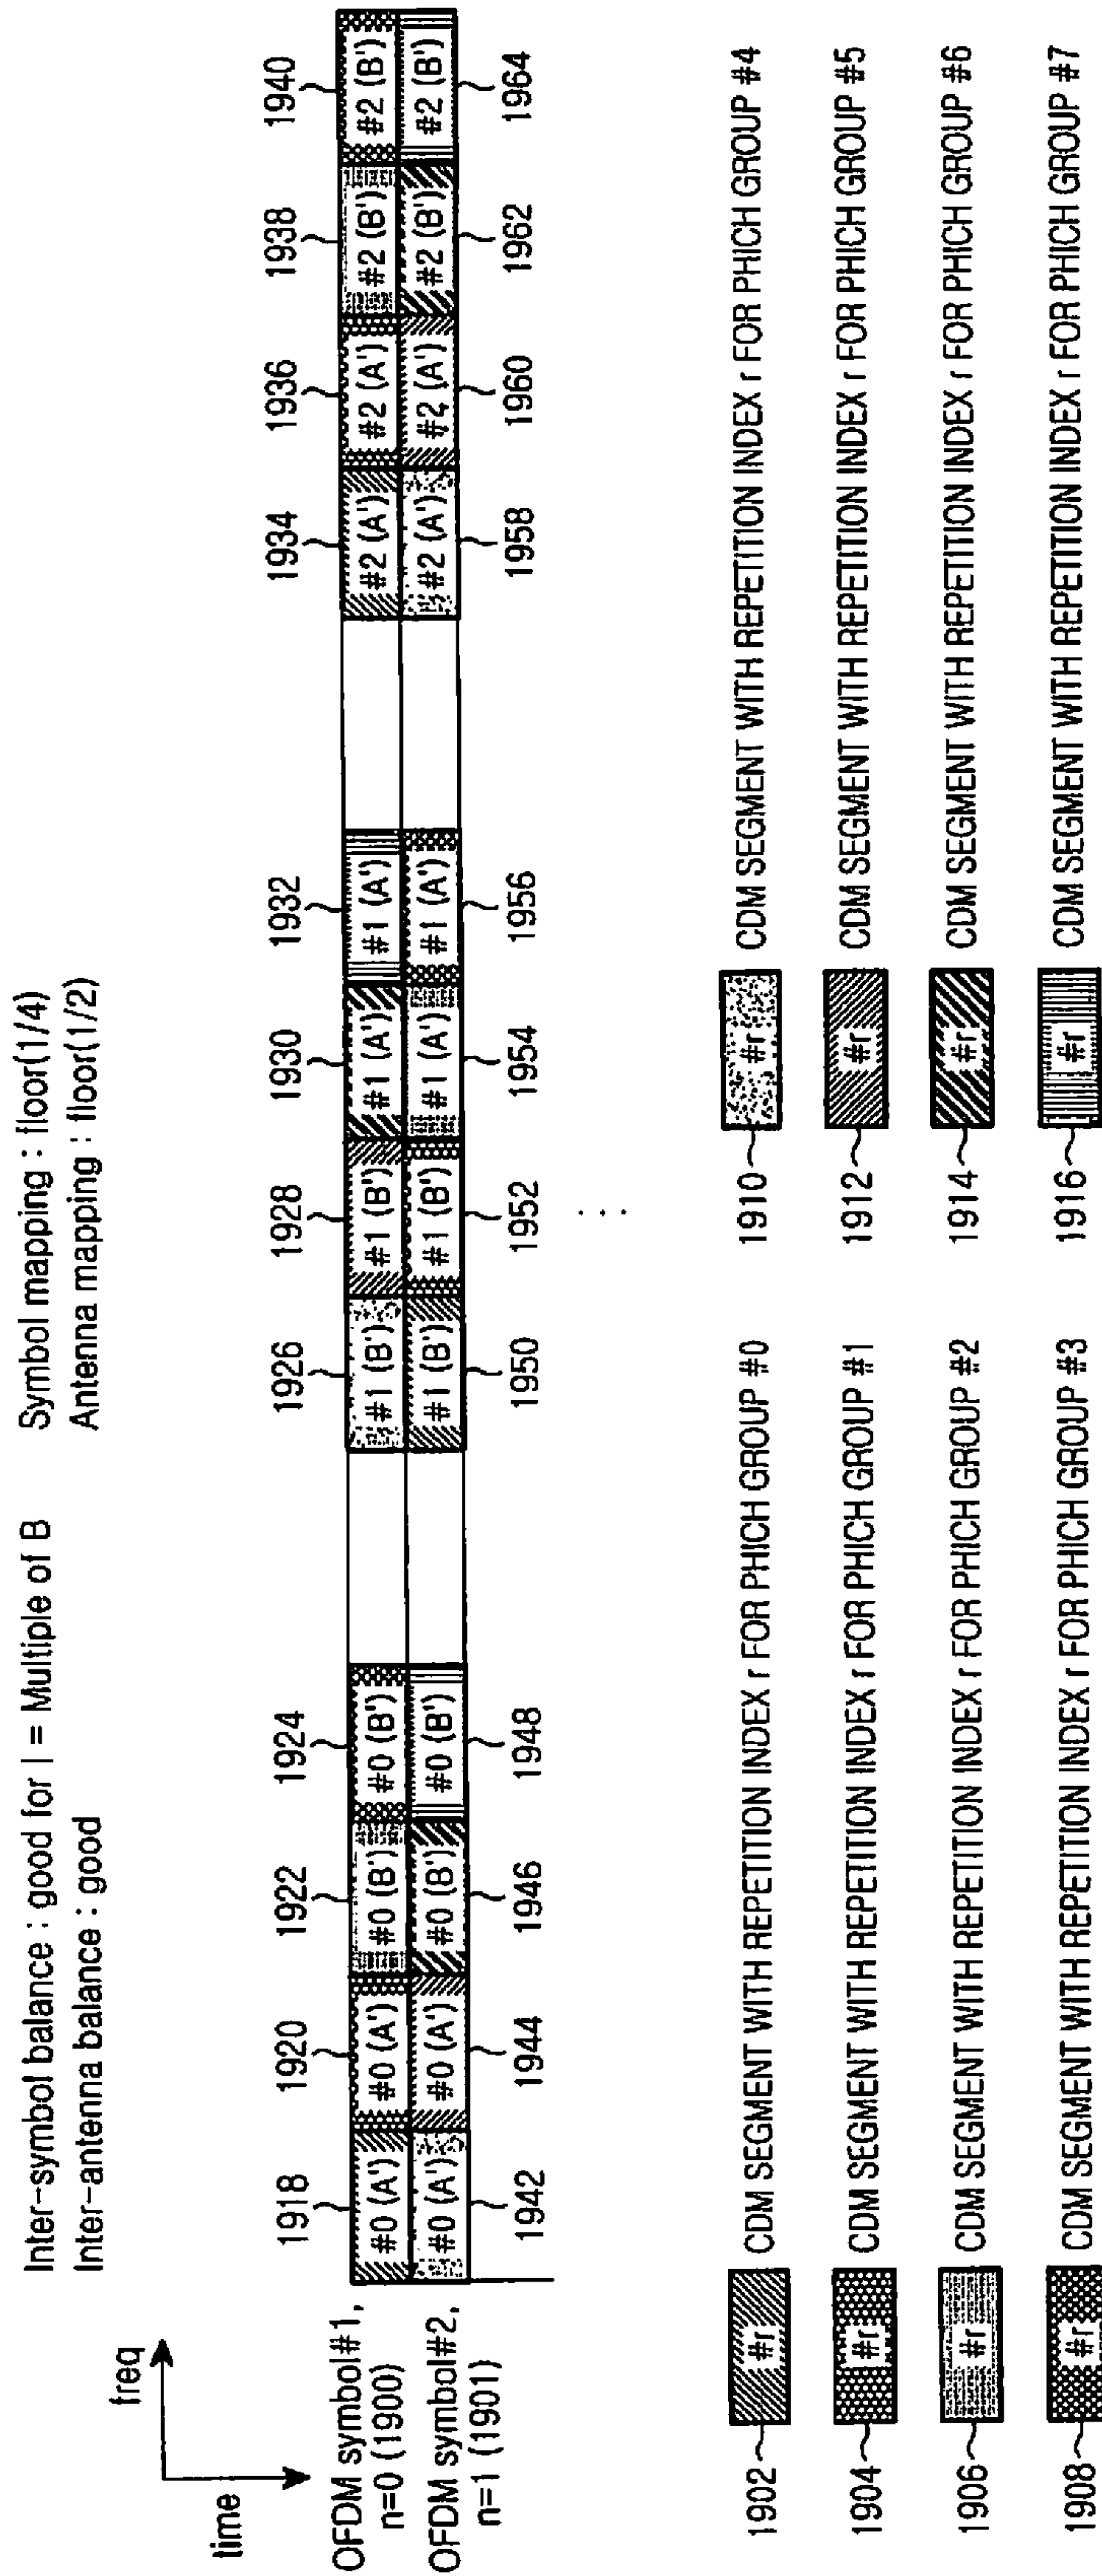 Inter-symbol balance : good for l = Multiple of B
Inter-antenna balance : good
Symbol mapping : floor(1/4)
Antenna mapping : floor(1/2)
freq
time
1918 1920 1922 1924 1926 1928 1930 1932 1934 1936 1938 1940
OFDM symbol#1,
n=0 (1900)
#0 (A') #0 (A') #0 (B') #0 (B') #1 (B') #1 (B') #1 (A') #1 (A') #2 (A') #2 (A') #2 (B') #2 (B')
OFDM symbol#2,
n=1 (1901)
#0 (A') #0 (A') #0 (B') #0 (B') #1 (B') #1 (B') #1 (A') #1 (A') #2 (A') #2 (A') #2 (B') #2 (B')
1942 1944 1946 1948 1950 1952 1954 1956 1958 1960 1962 1964
...
1902 #r CDM SEGMENT WITH REPETITION INDEX r FOR PHICH GROUP #0
1904 #r CDM SEGMENT WITH REPETITION INDEX r FOR PHICH GROUP #1
1906 #r CDM SEGMENT WITH REPETITION INDEX r FOR PHICH GROUP #2
1908 #r CDM SEGMENT WITH REPETITION INDEX r FOR PHICH GROUP #3
1910 #r CDM SEGMENT WITH REPETITION INDEX r FOR PHICH GROUP #4
1912 #r CDM SEGMENT WITH REPETITION INDEX r FOR PHICH GROUP #5
1914 #r CDM SEGMENT WITH REPETITION INDEX r FOR PHICH GROUP #6
1916 #r CDM SEGMENT WITH REPETITION INDEX r FOR PHICH GROUP #7